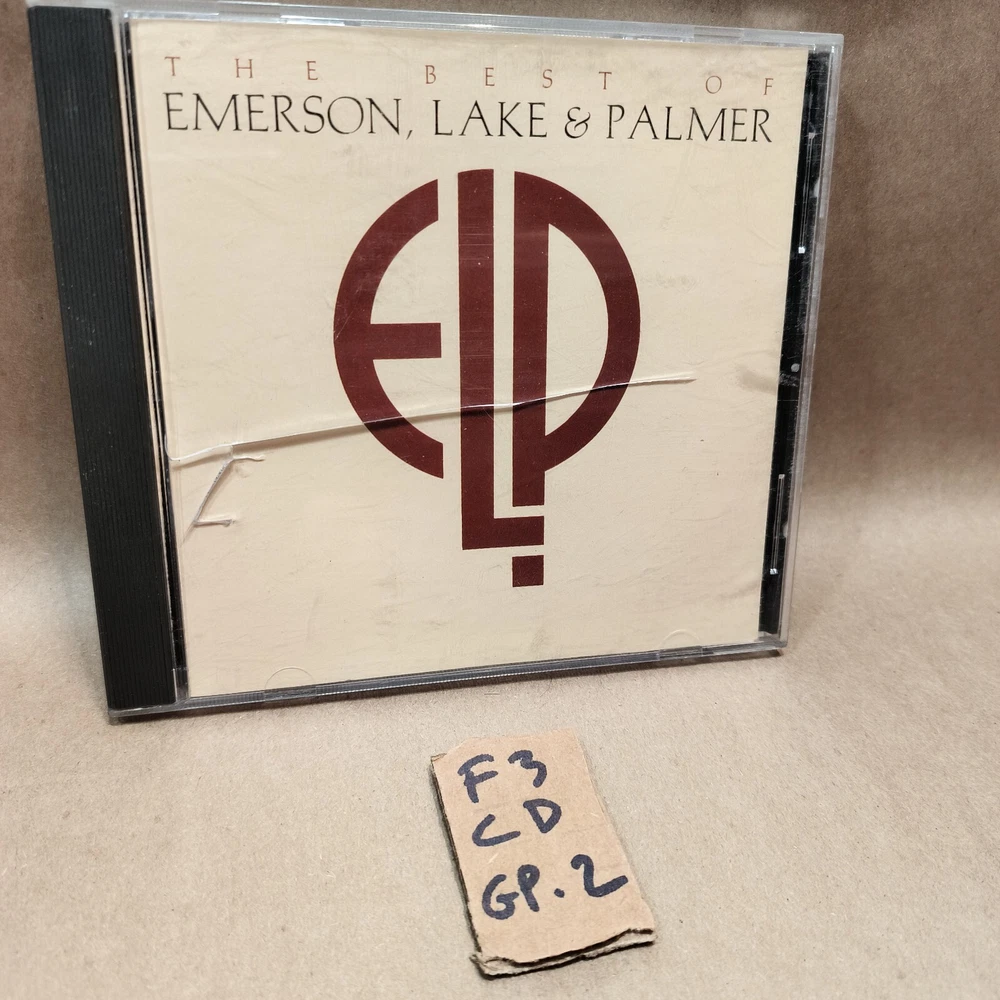 THE BEST OF
EMERSON, LAKE & PALMER
ELP
F3
CD
GP.2